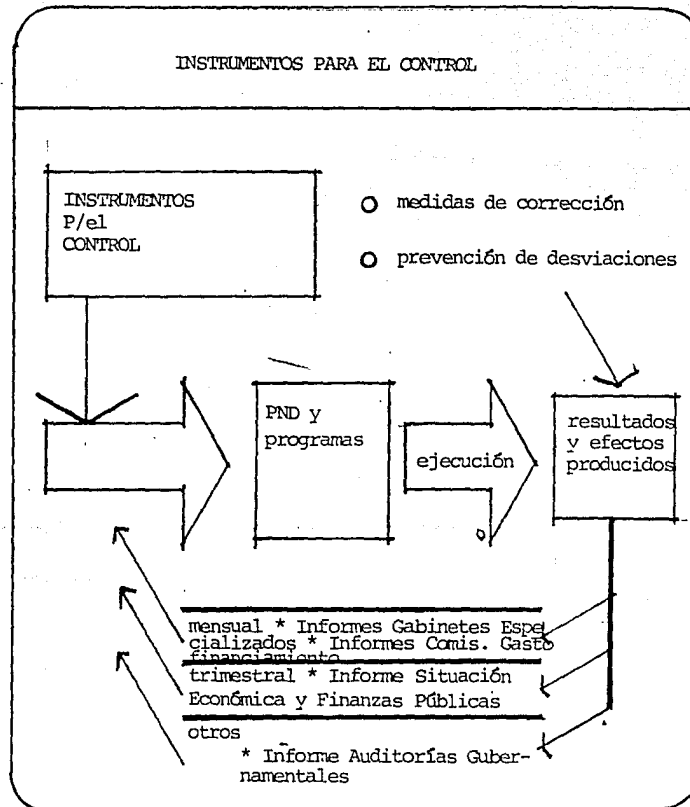 INSTRUMENTOS PARA EL CONTROL
INSTRUMENTOS
P/el
CONTROL
o medidas de corrección
o prevención de desviaciones
PND y
programas
ejecución
resultados
y efectos
producidos
mensual * Informes Gabinetes Espe
cializados * Informes Comis. Gasto
financiamiento
trimestral * Informe Situación
Económica y Finanzas Públicas
otros
* Informe Auditorías Guber-
namentales